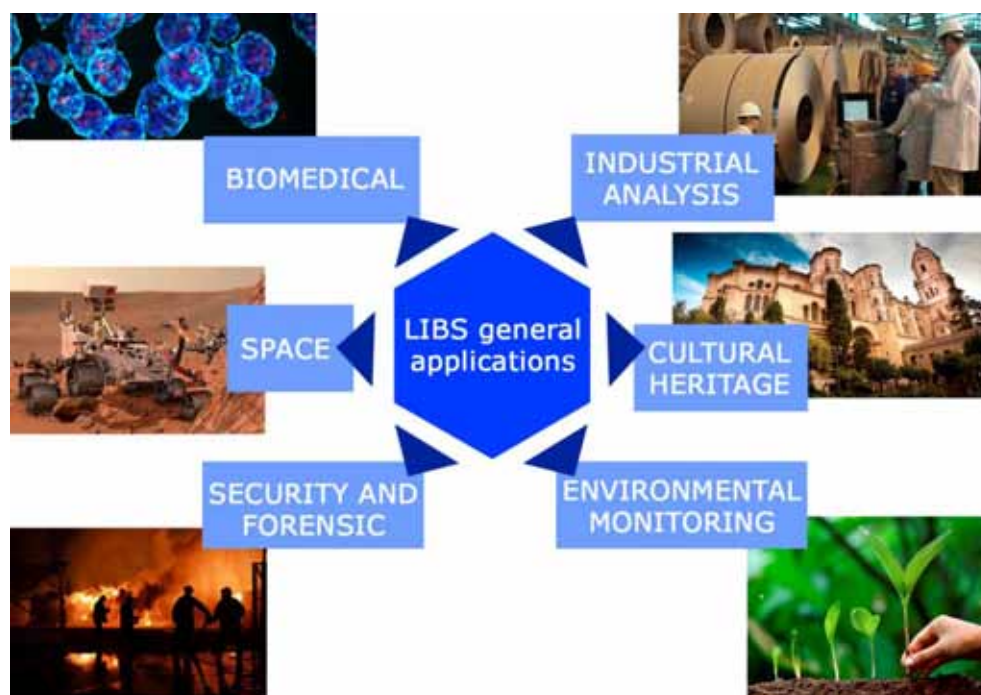 BIOMEDICAL
INDUSTRIAL
ANALYSIS
SPACE
LIBS general
applications
CULTURAL
HERITAGE
SECURITY AND
FORENSIC
ENVIRONMENTAL
MONITORING